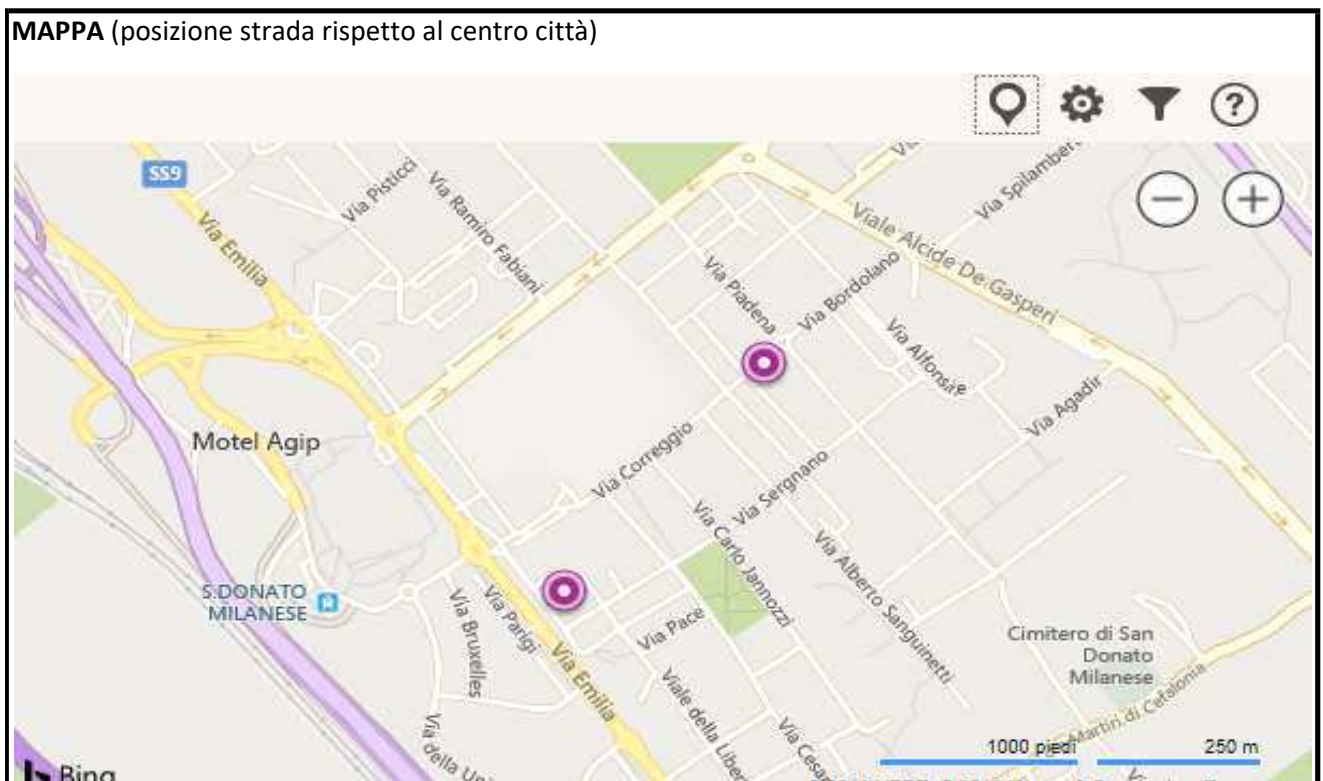 MAPPA (posizione strada rispetto al centro città)
SS9
Via Pisticci
Via Ramiro Fabiani
Via Spilambert
Via Emilia
Viale Alcide De Gasperi
Via Piadena
Via Bordolano
Via Alfonsine
Via Agadir
Motel Agip
Via Correggio
Via Sergnano
Via Carlo Jannozzi
Via Alberto Sanguinetti
S.DONATO
MILANESE
Via Bruxelles
Via Parigi
Via Pace
Via Emilia
Cimitero di San
Donato
Milanese
Viale della Liber
Martiri di Cefalonia
Via della
Via Cesar
1000 piedi
250 m
Bing